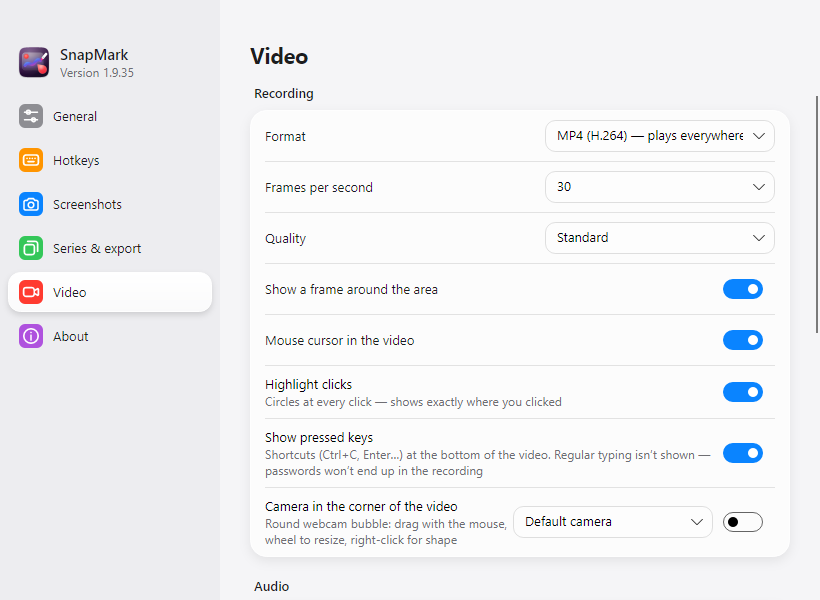 SnapMark
Version 1.9.35
General
Hotkeys
Screenshots
Series & export
Video
About
Video
Recording
Format
MP4 (H.264) — plays everywhere
Frames per second
30
Quality
Standard
Show a frame around the area
Mouse cursor in the video
Highlight clicks
Circles at every click — shows exactly where you clicked
Show pressed keys
Shortcuts (Ctrl+C, Enter...) at the bottom of the video. Regular typing isn't shown —
passwords won't end up in the recording
Camera in the corner of the video
Round webcam bubble: drag with the mouse,
wheel to resize, right-click for shape
Default camera
Audio